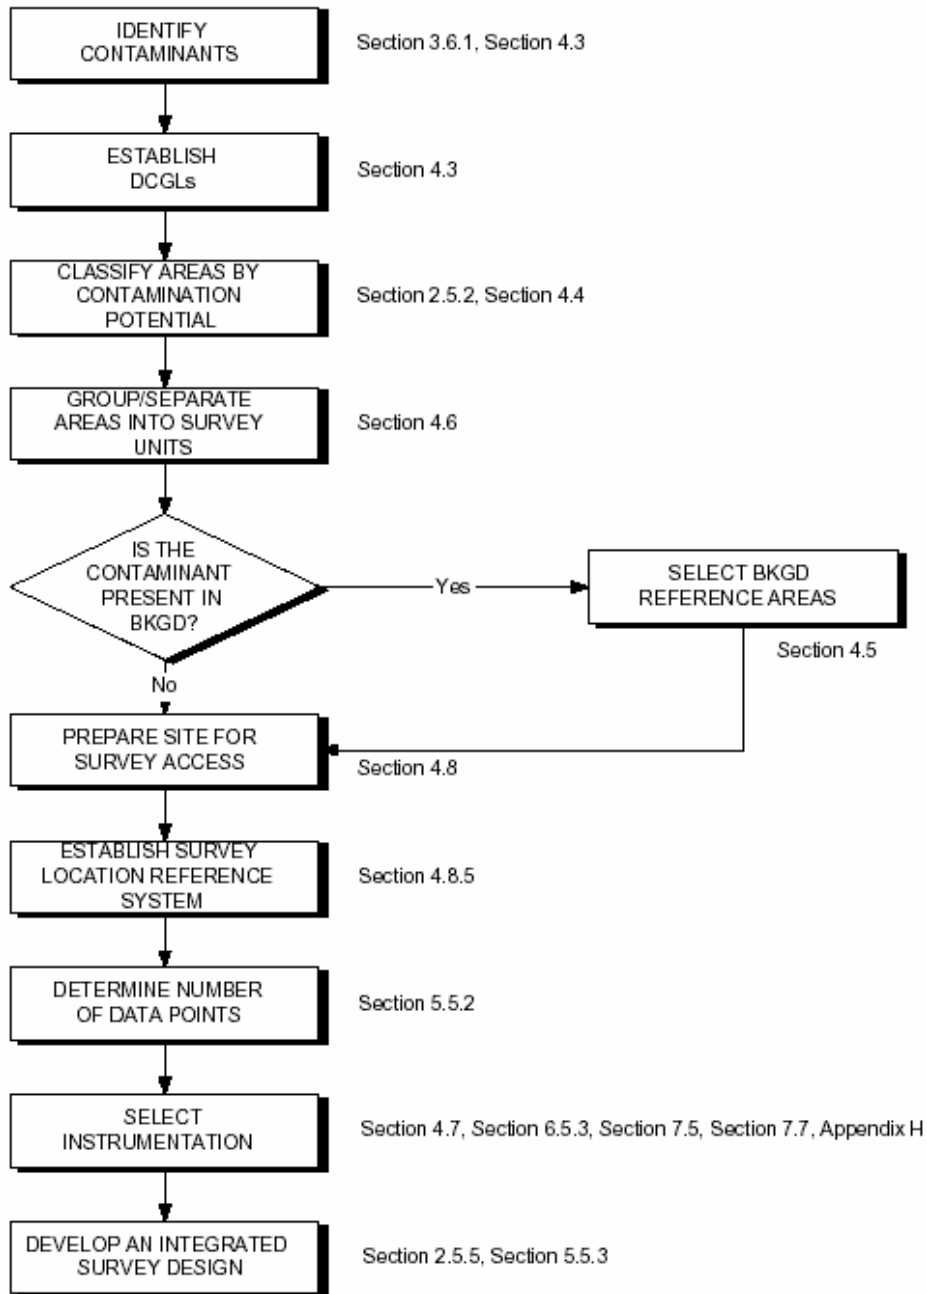 IDENTIFY
CONTAMINANTS
Section 3.6.1, Section 4.3
ESTABLISH
DCGLs
Section 4.3
CLASSIFY AREAS BY
CONTAMINATION
POTENTIAL
Section 2.5.2, Section 4.4
GROUP/SEPARATE
AREAS INTO SURVEY
UNITS
Section 4.6
IS THE
CONTAMINANT
PRESENT IN
BKGD?
Yes
SELECT BKGD
REFERENCE AREAS
Section 4.5
No
PREPARE SITE FOR
SURVEY ACCESS
Section 4.8
ESTABLISH SURVEY
LOCATION REFERENCE
SYSTEM
Section 4.8.5
DETERMINE NUMBER
OF DATA POINTS
Section 5.5.2
SELECT
INSTRUMENTATION
Section 4.7, Section 6.5.3, Section 7.5, Section 7.7, Appendix H
DEVELOP AN INTEGRATED
SURVEY DESIGN
Section 2.5.5, Section 5.5.3